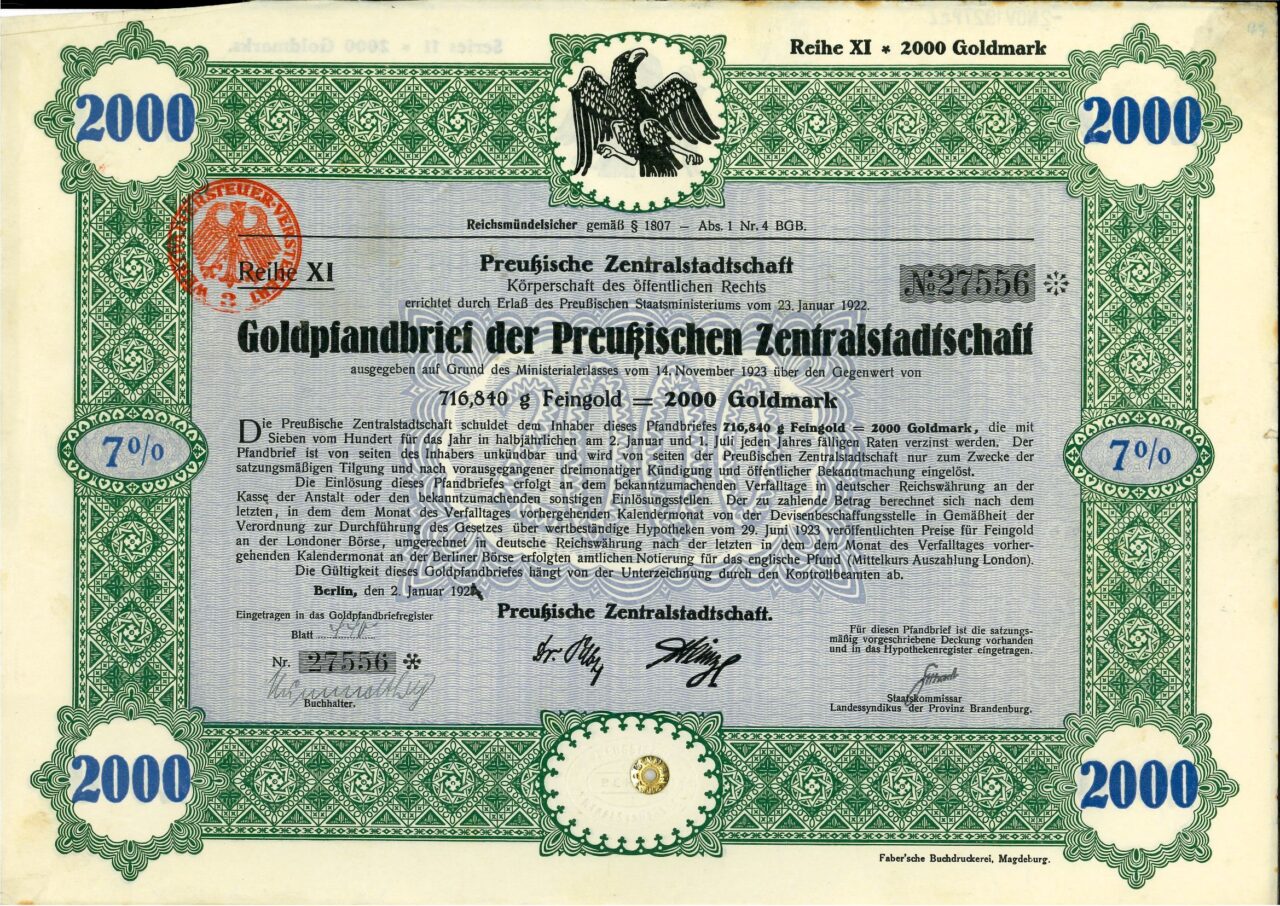 Reihe XI * 2000 Goldmark
2000
2000
Reichsmündelsicher gemäß § 1807 — Abs. 1 Nr. 4 BGB.
Reihe XI
Preußische Zentralstadtschaft
Körperschaft des öffentlichen Rechts
№ 27556 *
errichtet durch Erlaß des Preußischen Staatsministeriums vom 23. Januar 1922.
Goldpfandbrief der Preußischen Zentralstadtschaft
ausgegeben auf Grund des Ministerialerlasses vom 14. November 1923 über den Gegenwert von
716,840 g Feingold = 2000 Goldmark
Die Preußische Zentralstadtschaft schuldet dem Inhaber dieses Pfandbriefes 716,840 g Feingold = 2000 Goldmark, die mit
Sieben vom Hundert für das Jahr in halbjährlichen am 2. Januar und 1. Juli jeden Jahres fälligen Raten verzinst werden. Der
Pfandbrief ist von seiten des Inhabers unkündbar und wird von seiten der Preußischen Zentralstadtschaft nur zum Zwecke der
satzungsmäßigen Tilgung und nach vorausgegangener dreimonatiger Kündigung und öffentlicher Bekanntmachung eingelöst.
Die Einlösung dieses Pfandbriefes erfolgt an dem bekanntzumachenden Verfalltage in deutscher Reichswährung an der
Kasse der Anstalt oder den bekanntzumachenden sonstigen Einlösungsstellen. Der zu zahlende Betrag berechnet sich nach dem
letzten, in dem dem Monat des Verfalltages vorhergehenden Kalendermonat von der Devisenbeschaffungsstelle in Gemäßheit der
Verordnung zur Durchführung des Gesetzes über wertbeständige Hypotheken vom 29. Juni 1923 veröffentlichten Preise für Feingold
an der Londoner Börse, umgerechnet in deutsche Reichswährung nach der letzten in dem dem Monat des Verfalltages vorher-
gehenden Kalendermonat an der Berliner Börse erfolgten amtlichen Notierung für das englische Pfund (Mittelkurs Auszahlung London).
Die Gültigkeit dieses Goldpfandbriefes hängt von der Unterzeichnung durch den Kontrollbeamten ab.
7%
7%
2000
Berlin, den 2. Januar 192
Preußische Zentralstadtschaft.
Eingetragen in das Goldpfandbriefregister
Blatt
Nr. 27556 *
Buchhalter.
Für diesen Pfandbrief ist die satzungs-
mäßig vorgeschriebene Deckung vorhanden
und in das Hypothekenregister eingetragen.
Staatskommissar
Landessyndikus der Provinz Brandenburg.
2000
2000
Faber'sche Buchdruckerei, Magdeburg.